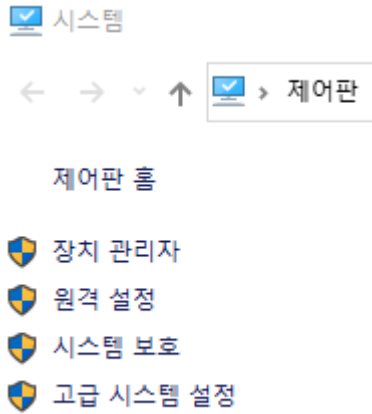 시스템
제어판
제어판 홈
장치 관리자
원격 설정
시스템 보호
고급 시스템 설정